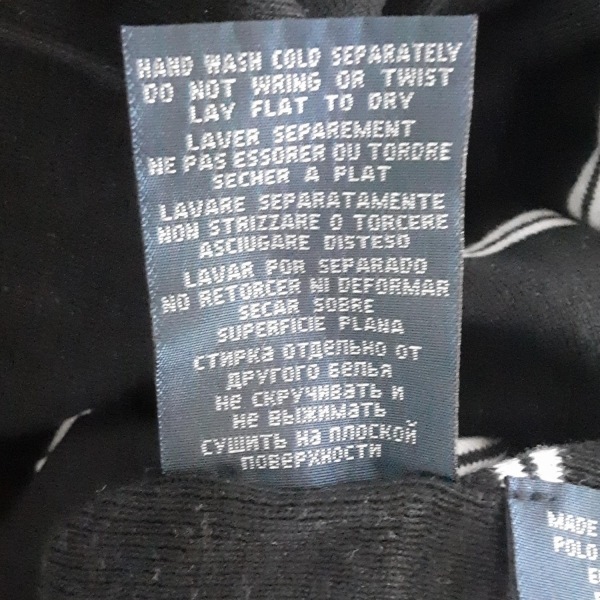 HAND WASH COLD SEPARATELY
DO NOT WRING OR TWIST
LAY FLAT TO DRY
LAVER SEPAREMENT
NE PAS ESSORER OU TORDRE
SECHER A PLAT
LAVARE SEPARATAMENTE
NON STRIZZARE O TORCERE
ASCIUGARE DISTESO
LAVAR POR SEPARADO
NO RETORCER NI DEFORMAR
SECAR SOBRE
SUPERFICIE PLANA
СТИРКА ОТДЕЛЬНО ОТ
ДРУГОГО БЕЛЬЯ
НЕ СКРУЧИВАТЬ И
НЕ ВЫЖИМАТЬ
СУШИТЬ НА ПЛОСКОЙ
ПОВЕРХНОСТИ
MADE
POLO